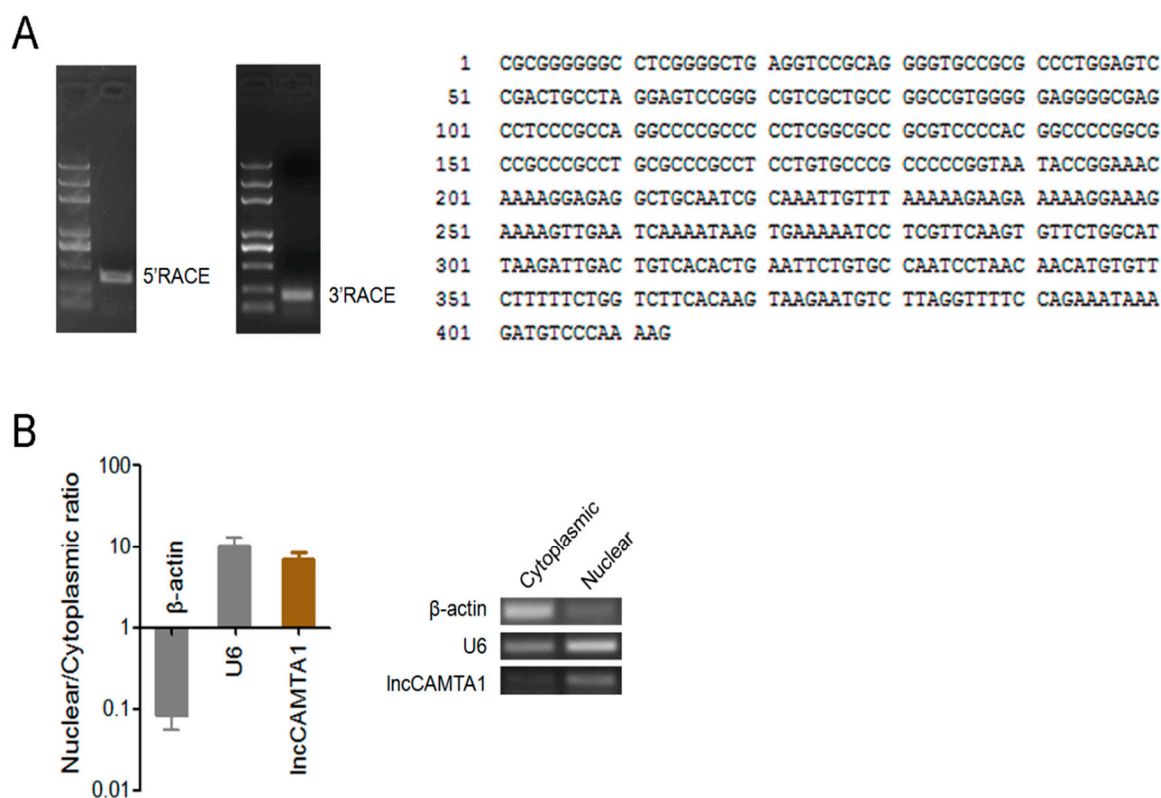 A
5'RACE
3'RACE
1 CGCGGGGGGC CTCGGGGCTG AGGTCCGCAG GGGTGCCGCG CCCTGGAGTC
51 CGACTGCCTA GGAGTCCGGG CGTCGCTGCC GGCCGTGGGG GAGGGGCGAG
101 CCTCCCGCCA GGCCCCGCCC CCTCGGCGCC GCGTCCCCAC GGCCCCGGCG
151 CCGCCCGCCT GCGCCCGCCT CCTGTGCCCG CCCCCGGTAA TACCGGAAAC
201 AAAAGGAGAG GCTGCAATCG CAAATTGTTT AAAAAGAAGA AAAAGGAAAG
251 AAAAGTTGAA TCAAAATAAG TGAAAAATCC TCGTTCAAGT GTTCTGGCAT
301 TAAGATTGAC TGTCACACTG AATTCTGTGC CAATCCTAAC AACATGTGTT
351 CTTTTTCTGG TCTTCACAAG TAAGAATGTC TTAGGTTTTC CAGAAATAAA
401 GATGTCCCAA AAG
B
Nuclear/Cytoplasmic ratio
100
10
1
0.1
0.01
β-actin
U6
lncCAMTA1
Cytoplasmic
Nuclear
β-actin
U6
lncCAMTA1